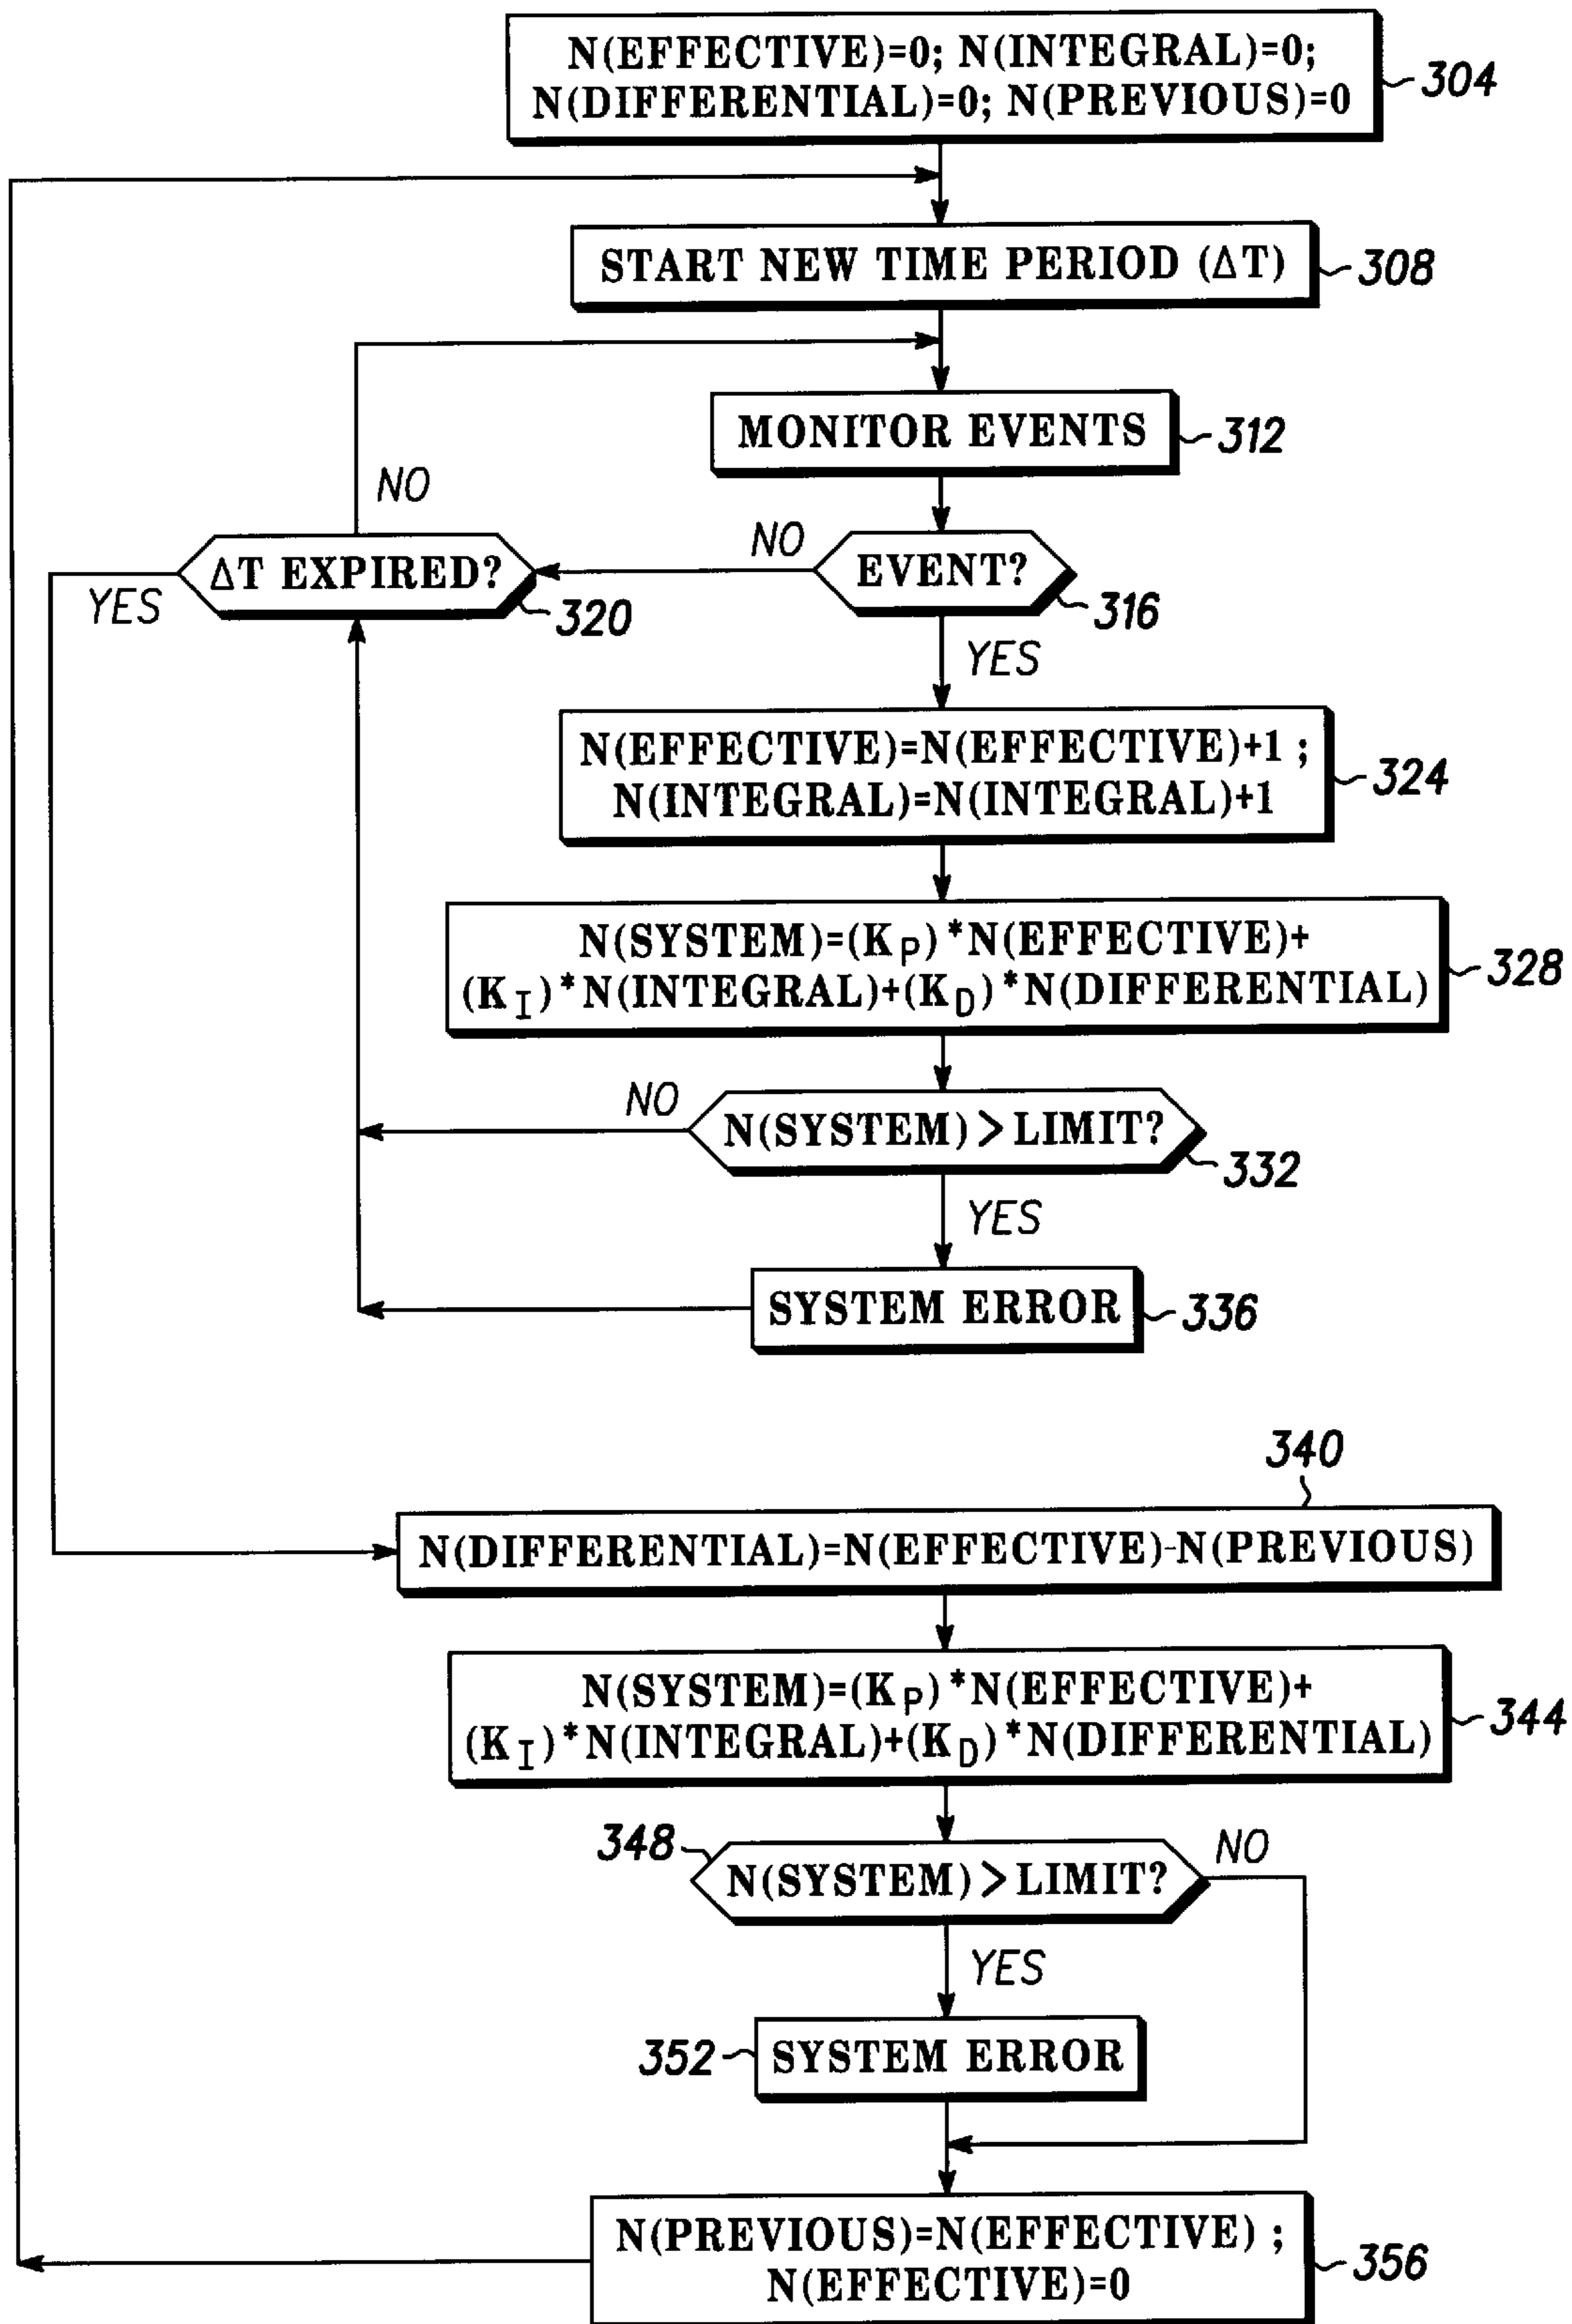 N(EFFECTIVE)=0; N(INTEGRAL)=0;
N(DIFFERENTIAL)=0; N(PREVIOUS)=0
304
START NEW TIME PERIOD (ΔT)
308
MONITOR EVENTS
312
NO
NO
ΔT EXPIRED?
EVENT?
YES
320
316
YES
N(EFFECTIVE)=N(EFFECTIVE)+1 ;
N(INTEGRAL)=N(INTEGRAL)+1
324
N(SYSTEM)=(KP)*N(EFFECTIVE)+
(KI)*N(INTEGRAL)+(KD)*N(DIFFERENTIAL)
328
NO
N(SYSTEM) > LIMIT?
332
YES
SYSTEM ERROR
336
340
N(DIFFERENTIAL)=N(EFFECTIVE)-N(PREVIOUS)
N(SYSTEM)=(KP)*N(EFFECTIVE)+
(KI)*N(INTEGRAL)+(KD)*N(DIFFERENTIAL)
344
348
N(SYSTEM) > LIMIT?
NO
YES
352
SYSTEM ERROR
N(PREVIOUS)=N(EFFECTIVE) ;
N(EFFECTIVE)=0
356